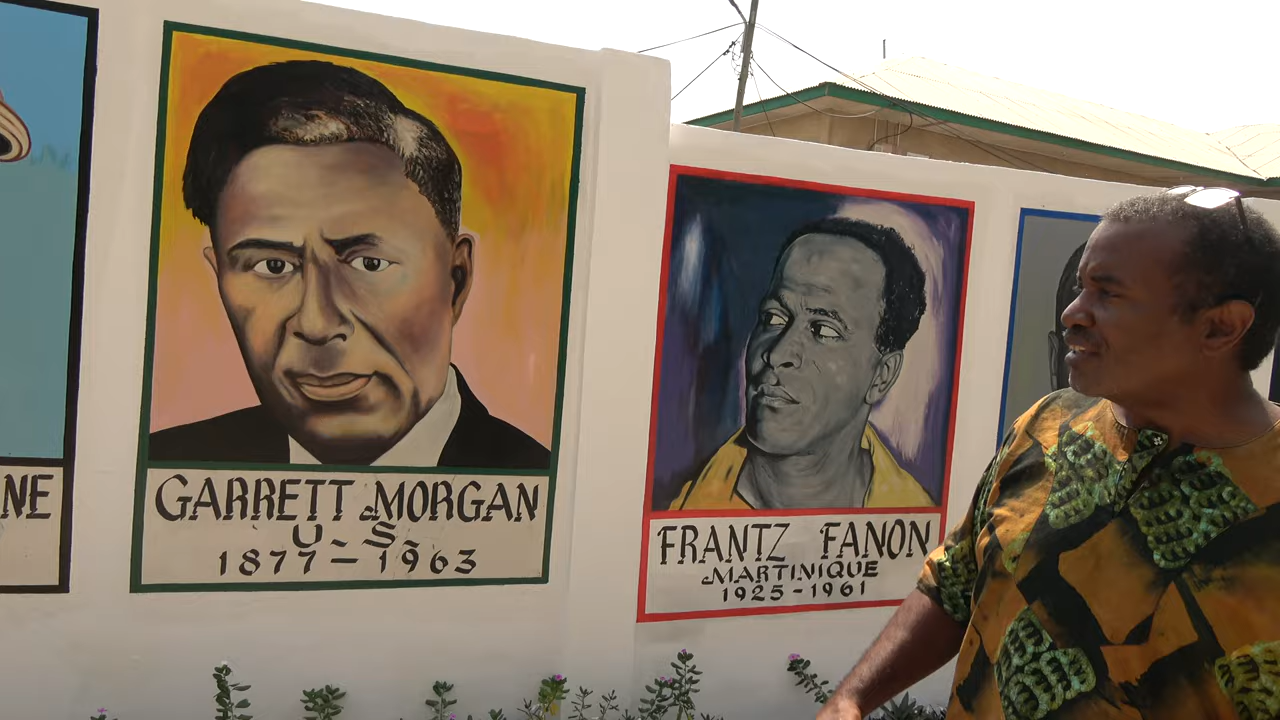 NE
GARRETT MORGAN
U.S.
1877-1963
FRANTZ FANON
MARTINIQUE
1925-1961